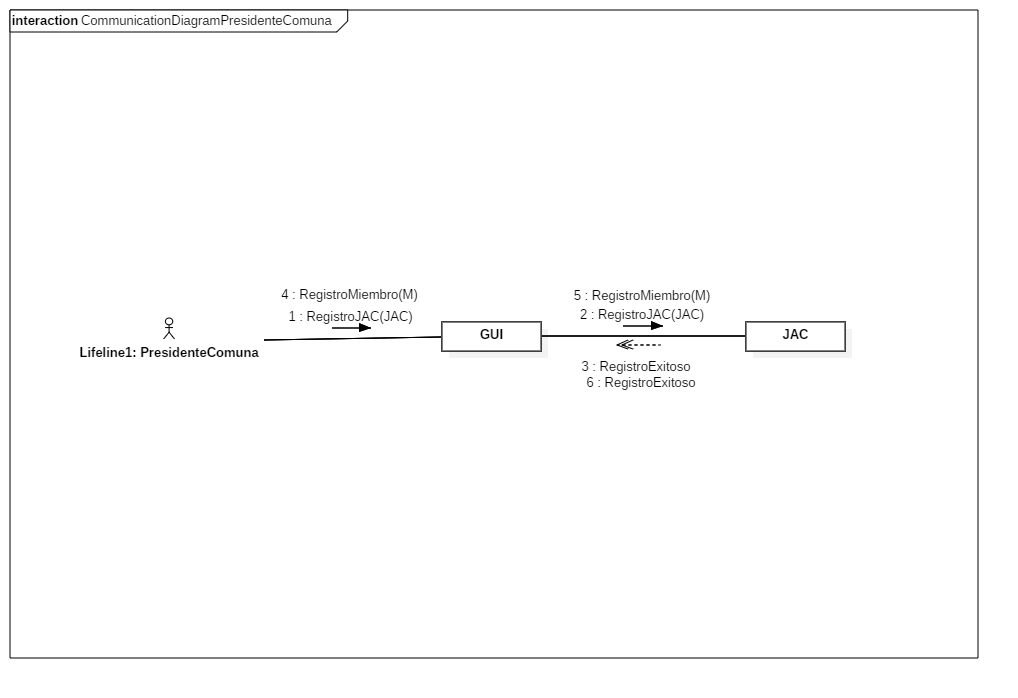 interaction CommunicationDiagramPresidenteComuna
4 : RegistroMiembro(M)
1 : RegistroJAC(JAC)
5 : RegistroMiembro(M)
2 : RegistroJAC(JAC)
Lifeline1: PresidenteComuna
GUI
JAC
3 : RegistroExitoso
6 : RegistroExitoso